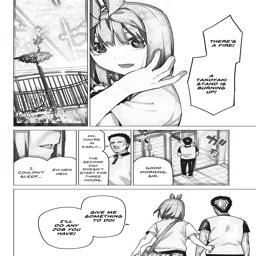 THERE'S
A FIRE!
A
TAKOYAKI
STAND IS
BURNING
UP!
GOOD
MORNING,
SIR.
OH,
YOU'RE
IN
EARLY...
THE
SECOND
DAY
DOESN'T
START FOR
THREE
HOURS.
EH HEH
HEH.
I
COULDN'T
SLEEP...
GIVE ME
SOMETHING
TO DO!
I'LL
DO ANY
JOB YOU
HAVE!